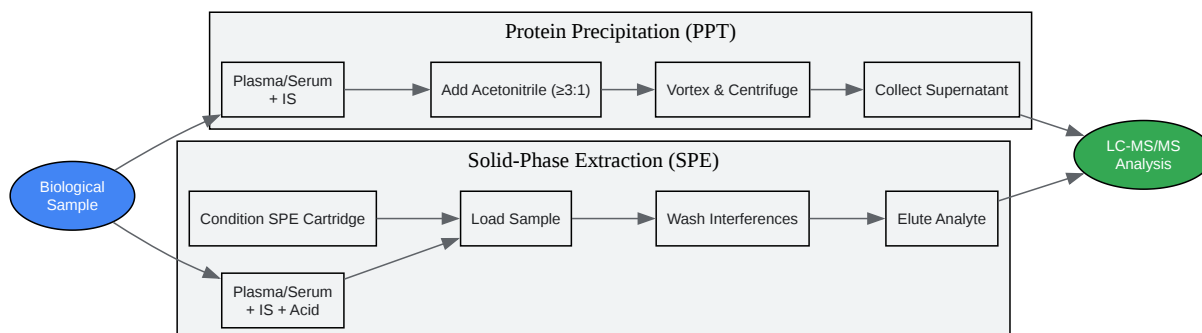 Protein Precipitation (PPT)
Plasma/Serum
+ IS
Add Acetonitrile (≥3:1)
Vortex & Centrifuge
Collect Supernatant
LC-MS/MS
Analysis
Solid-Phase Extraction (SPE)
Biological
Sample
Condition SPE Cartridge
Load Sample
Wash Interferences
Elute Analyte
Plasma/Serum
+ IS + Acid